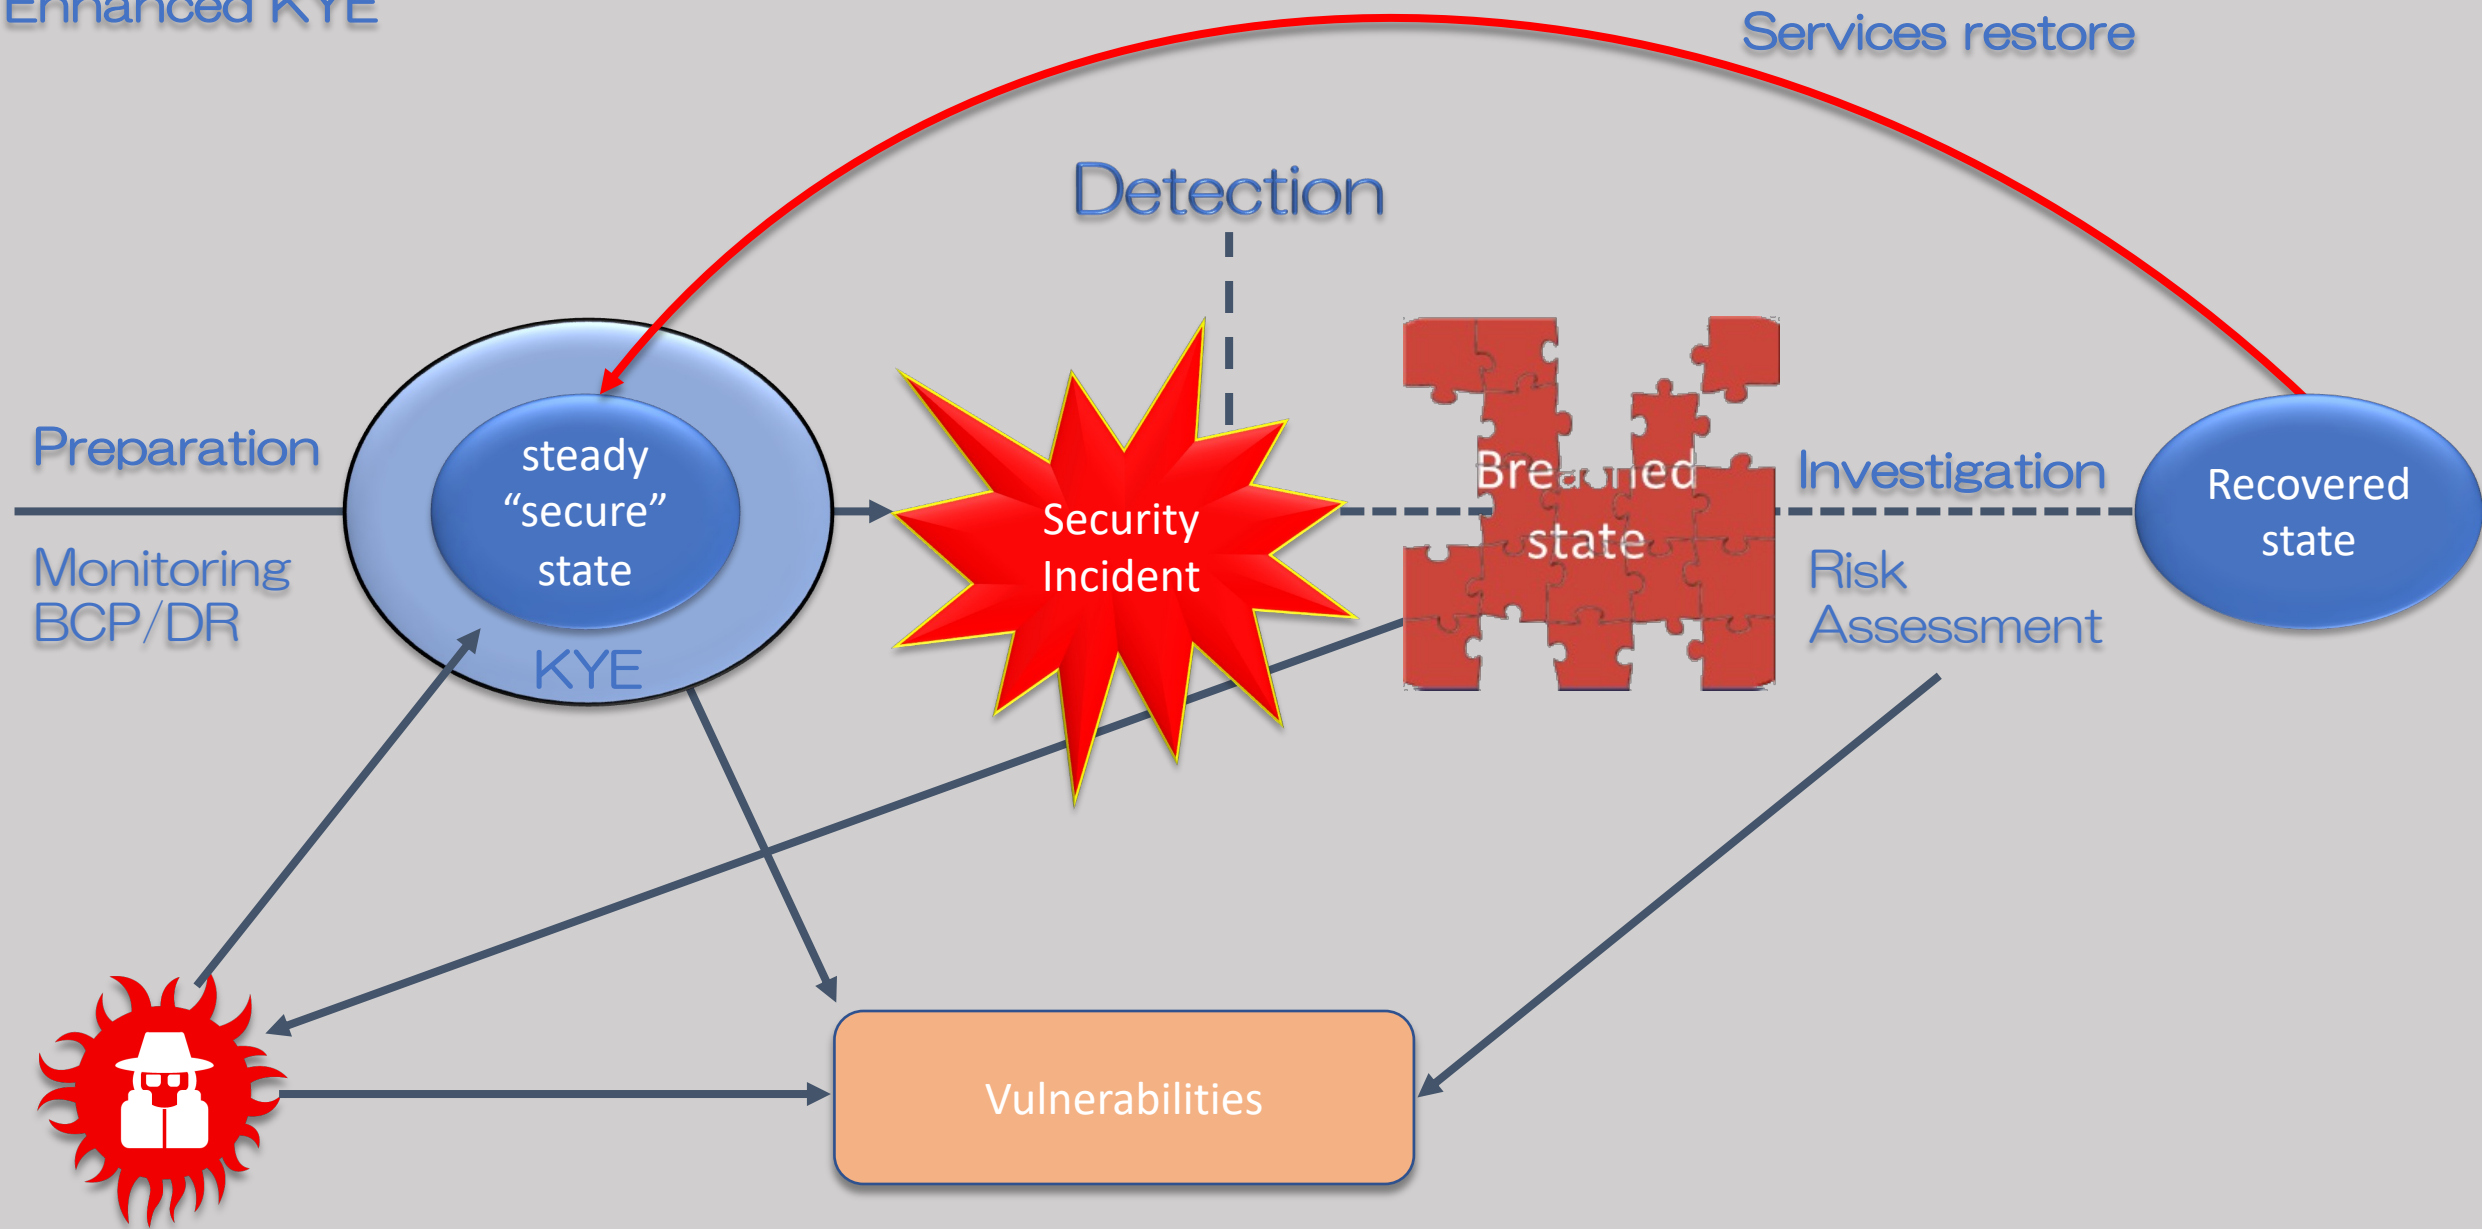 Enhanced KYE
Services restore
Detection
Preparation
Monitoring
BCP/DR
steady
“secure”
state
KYE
Security
Incident
state
Investigation
Risk
Assessment
Recovered
state
Vulnerabilities